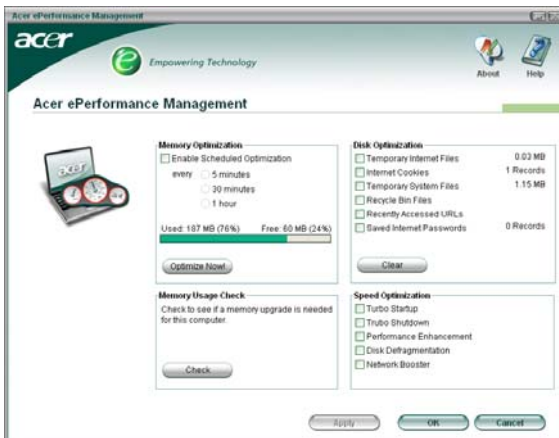 Acer ePerformance Management
acer
e Empowering Technology
About Help
Acer ePerformance Management
Memory Optimization
Enable Scheduled Optimization
every 5 minutes
30 minutes
1 hour
Used: 187 MB (76%) Free: 60 MB (24%)
Optimize Now!
Disk Optimization
Temporary Internet Files 0.03 MB
Internet Cookies 1 Records
Temporary System Files 1.15 MB
Recycle Bin Files
Recently Accessed URLs
Saved Internet Passwords 0 Records
Clear
Memory Usage Check
Check to see if a memory upgrade is needed
for this computer.
Check
Speed Optimization
Turbo Startup
Trubo Shutdown
Performance Enhancement
Disk Defragmentation
Network Booster
Apply OK Cancel